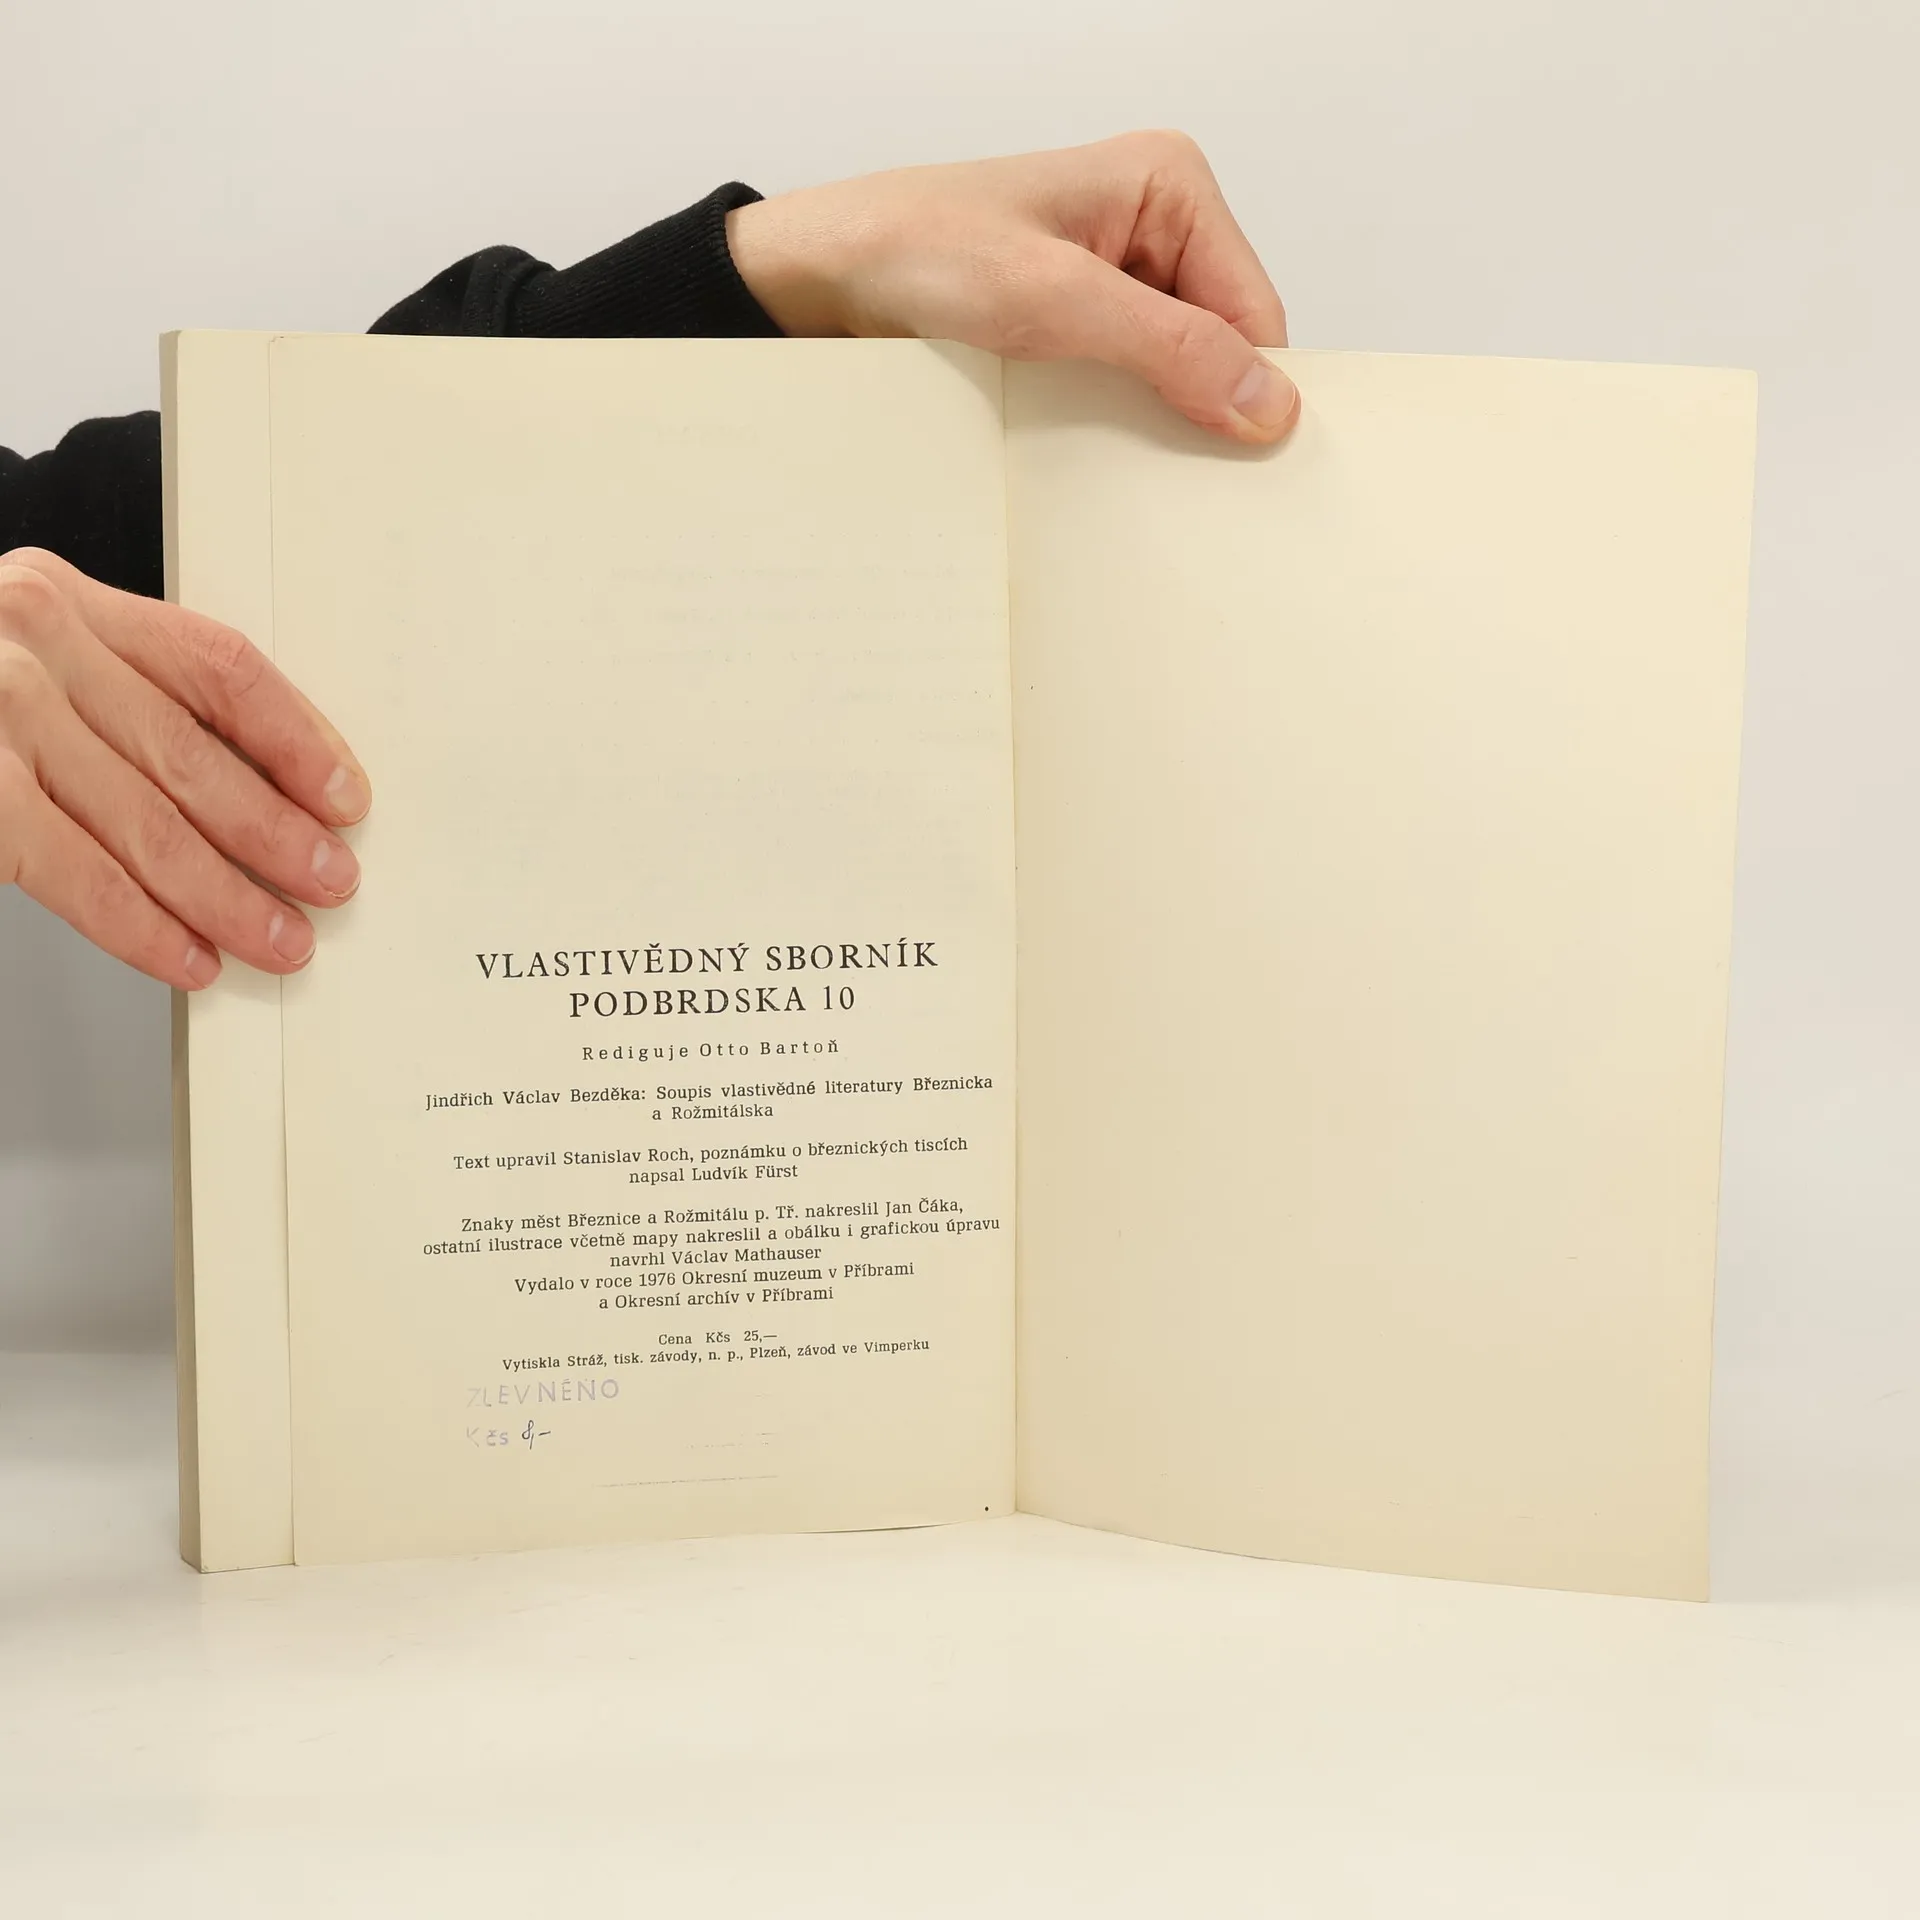 VLASTIVĚDNÝ SBORNÍK
PODBRDSKA 10
Rediguje Otto Bartoň
Jindřich Václav Bezděka: Soupis vlastivědné literatury Březnicka
a Rožmitálska
Text upravil Stanislav Roch, poznámku o březnických tiscích
napsal Ludvík Fürst
Znaky měst Březnice a Rožmitálu p. Tř. nakreslil Jan Čáka,
ostatní ilustrace včetně mapy nakreslil a obálku i grafickou úpravu
navrhl Václav Mathauser
Vydalo v roce 1976 Okresní muzeum v Příbrami
a Okresní archív v Příbrami
Cena Kčs 25,—
Vytiskla Stráž, tisk. závody, n. p., Plzeň, závod ve Vimperku
ZLEVNĚNO
Kčs 8,-